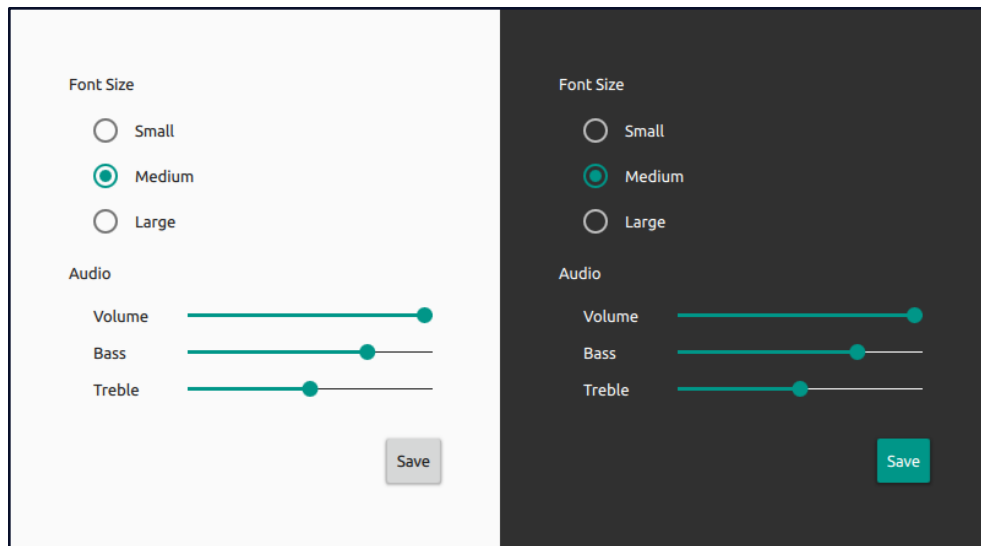 Font Size
Small
Medium
Large
Audio
Volume
Bass
Treble
Save
Font Size
Small
Medium
Large
Audio
Volume
Bass
Treble
Save